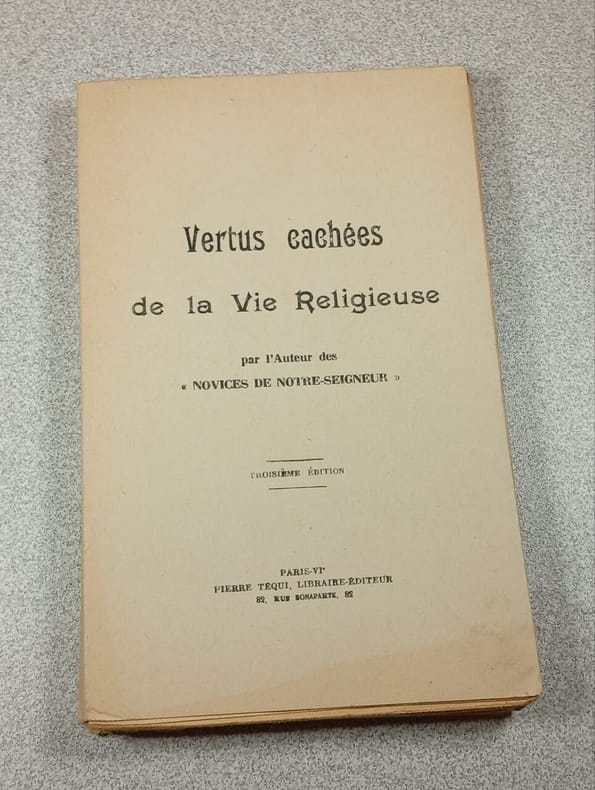 Vertus cachées
de la Vie Religieuse
par l'Auteur des
« NOVICES DE NOTRE-SEIGNEUR »
TROISIÈME ÉDITION
PARIS-VIᵉ
PIERRE TÉQUI, LIBRAIRE-ÉDITEUR
82, RUE BONAPARTE, 82